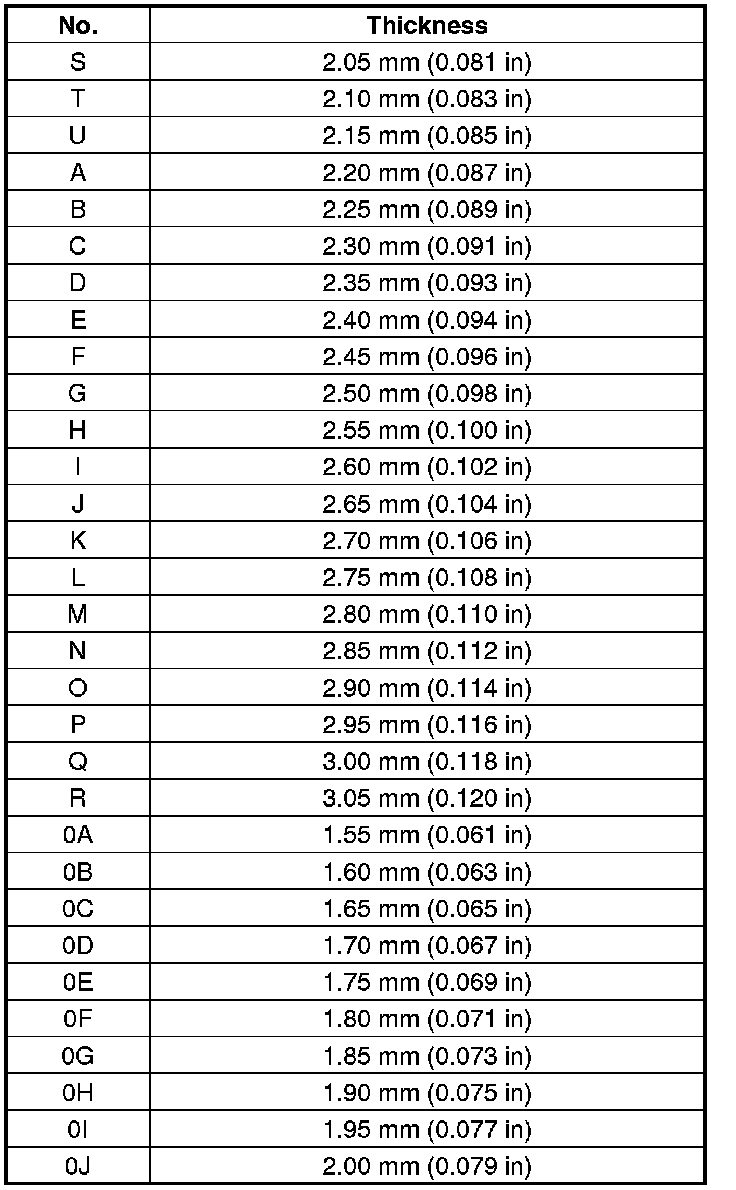 No. Thickness
S 2.05 mm (0.081 in)
T 2.10 mm (0.083 in)
U 2.15 mm (0.085 in)
A 2.20 mm (0.087 in)
B 2.25 mm (0.089 in)
C 2.30 mm (0.091 in)
D 2.35 mm (0.093 in)
E 2.40 mm (0.094 in)
F 2.45 mm (0.096 in)
G 2.50 mm (0.098 in)
H 2.55 mm (0.100 in)
I 2.60 mm (0.102 in)
J 2.65 mm (0.104 in)
K 2.70 mm (0.106 in)
L 2.75 mm (0.108 in)
M 2.80 mm (0.110 in)
N 2.85 mm (0.112 in)
O 2.90 mm (0.114 in)
P 2.95 mm (0.116 in)
Q 3.00 mm (0.118 in)
R 3.05 mm (0.120 in)
0A 1.55 mm (0.061 in)
0B 1.60 mm (0.063 in)
0C 1.65 mm (0.065 in)
0D 1.70 mm (0.067 in)
0E 1.75 mm (0.069 in)
0F 1.80 mm (0.071 in)
0G 1.85 mm (0.073 in)
0H 1.90 mm (0.075 in)
0I 1.95 mm (0.077 in)
0J 2.00 mm (0.079 in)